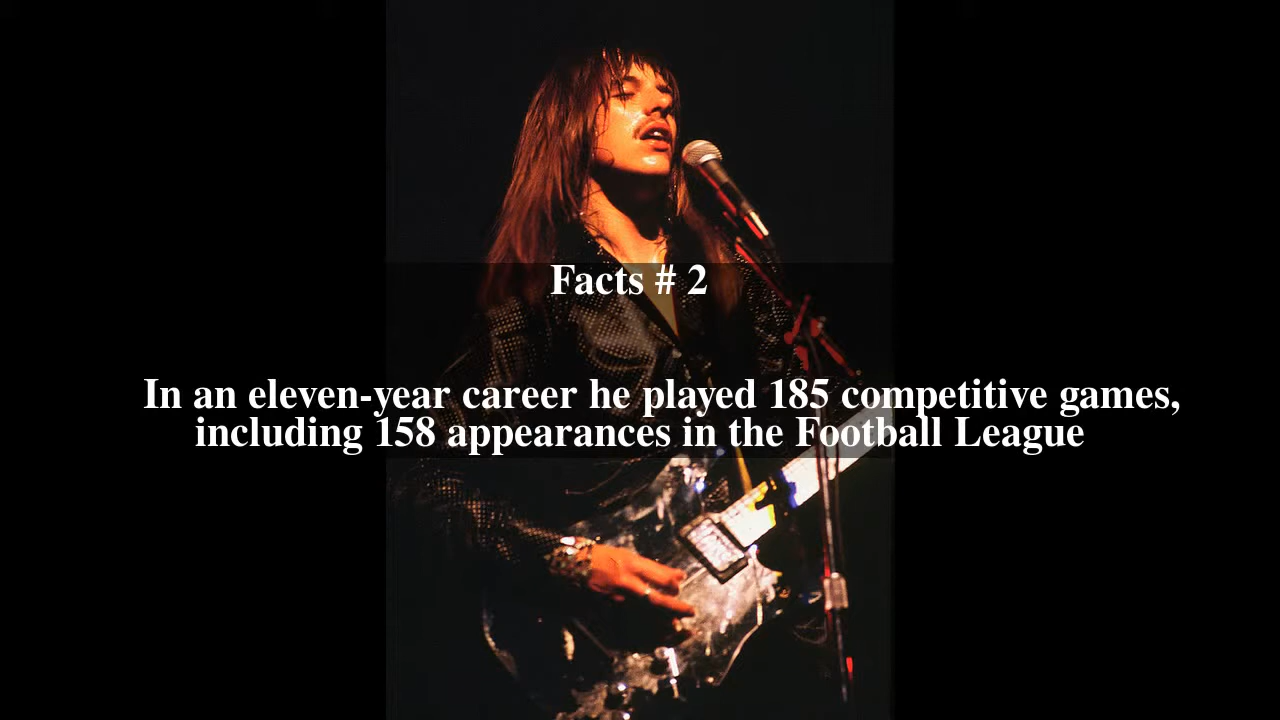 Facts # 2
In an eleven-year career he played 185 competitive games,
including 158 appearances in the Football League